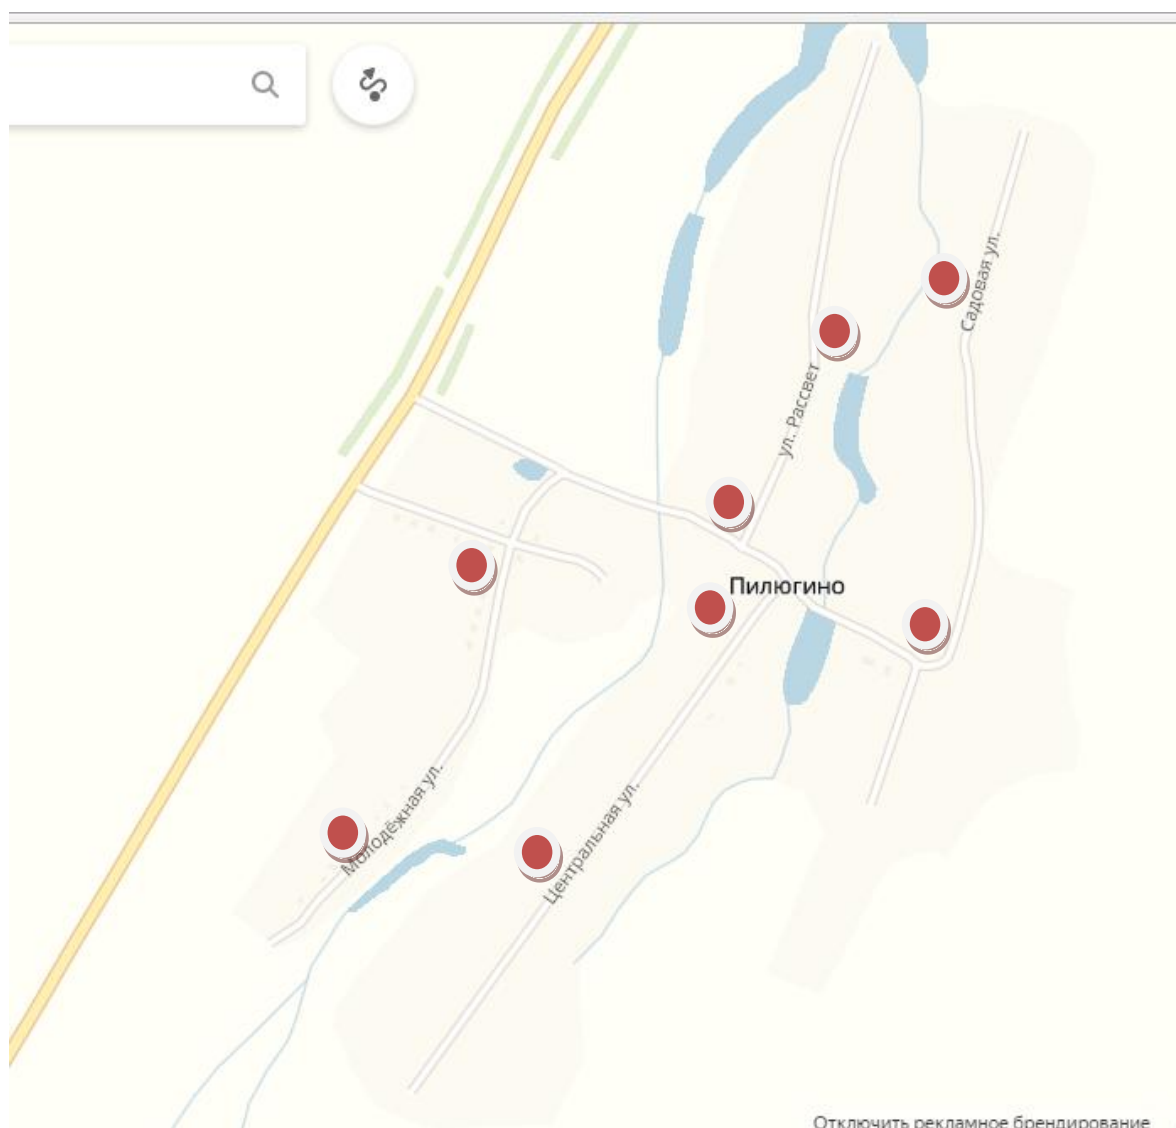 Садовая ул.
ул. Рассвет
Пилюгино
Молодёжная ул.
Центральная ул.
Отключить рекламное брендирование